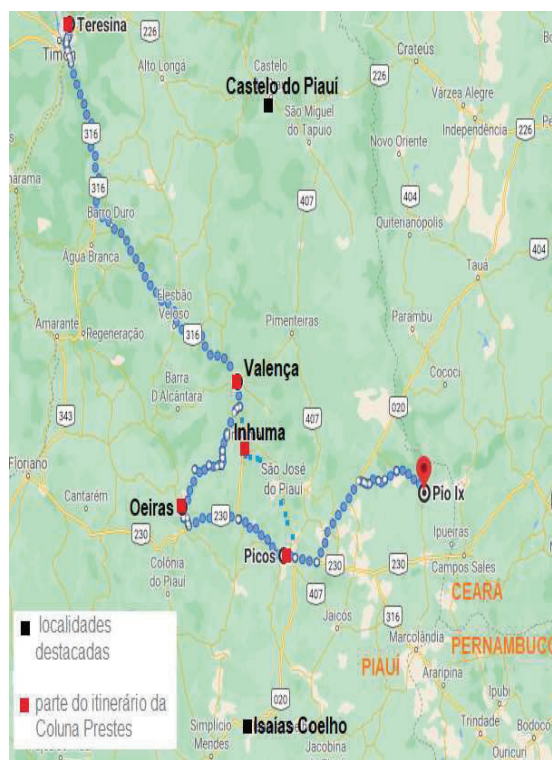 Teresina
226
Crateús
Timon
Alto Longá
Castelo
Castelo do Piauí
São Miguel
do Tapuio
Várzea Alegre
Independência
226
226
316
Novo Oriente
407
404
316
Barro Duro
Quiterianópolis
404
Água Branca
Tauá
Elesbão
Veloso
Parambu
Amarante
Regeneração
316
Pimenteiras
Cococi
Valença
Barra
D'Alcântara
020
407
343
Inhuma
Floriano
São José
do Piauí
Cantarém
Oeiras
Pio Ix
230
Ipueiras
Colônia
do Piauí
Picos
230
230
Campos Sales
407
CEARÁ
Jaicós
316
localidades
destacadas
Marcolândia
PERNAMBUCO
PIAUÍ
Araripina
020
Ipubi
parte do itinerário da
Coluna Prestes
Simplício
Mendes
Isaías Coelho
Trindade
Bodocó
Jacobina
Ouricuri